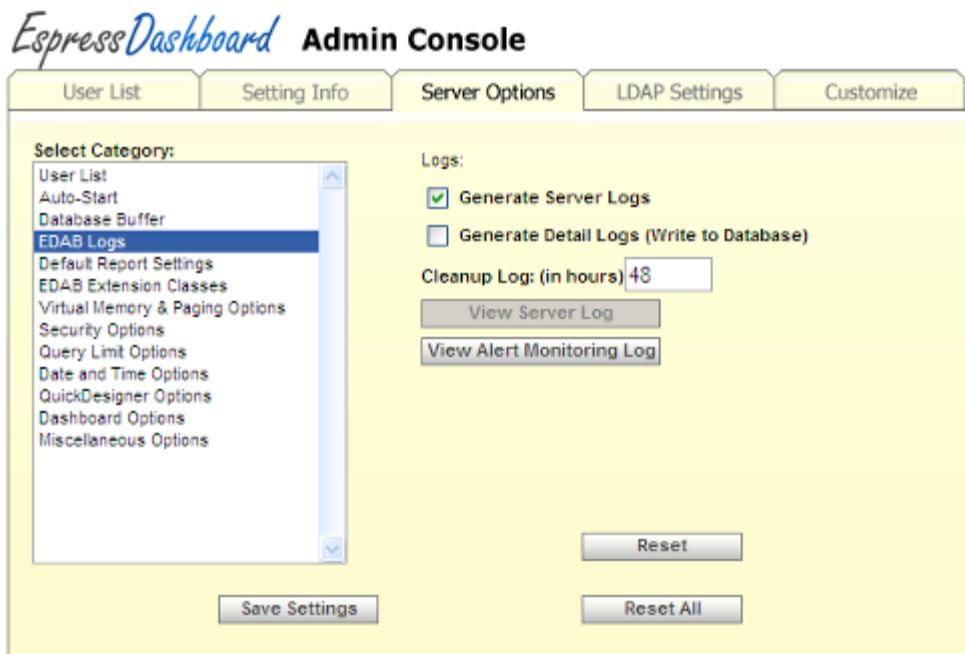 EspressDashboard Admin Console
User List Setting Info Server Options LDAP Settings Customize
Select Category:
User List
Auto-Start
Database Buffer
EDAB Logs
Default Report Settings
EDAB Extension Classes
Virtual Memory & Paging Options
Security Options
Query Limit Options
Date and Time Options
QuickDesigner Options
Dashboard Options
Miscellaneous Options
Logs:
Generate Server Logs
Generate Detail Logs (Write to Database)
Cleanup Log: (in hours) 48
View Server Log
View Alert Monitoring Log
Reset
Save Settings
Reset All